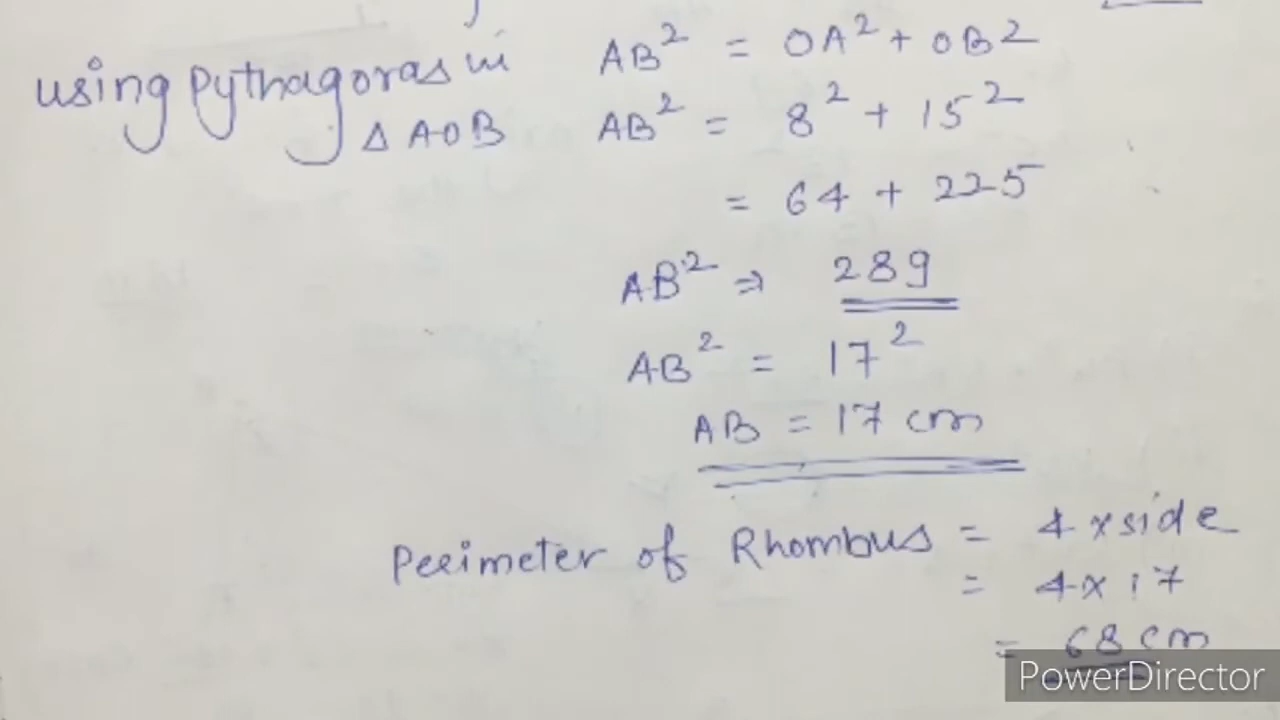 using Pythagoras in AB² = OA² + OB2
Δ AOB AB² = 8² + 15²
= 64 + 225
AB² => 289
AB² = 17²
AB = 17 cm
Perimeter of Rhombus = 4 x side
= 4 x 17
= 68 cm
PowerDirector